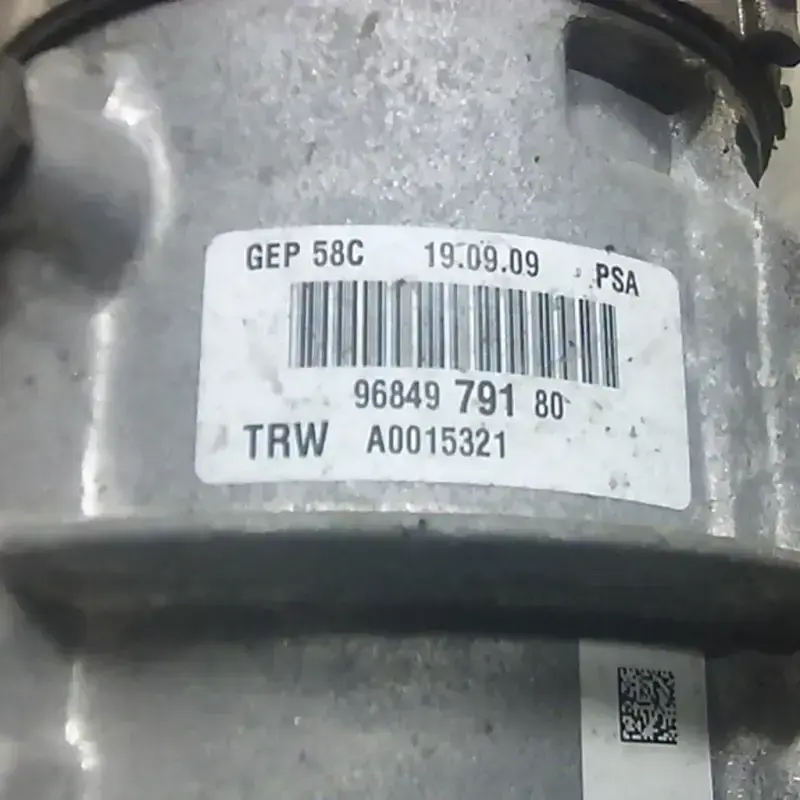 GEP 58C 19.09.09 PSA
96849 791 80
TRW A0015321